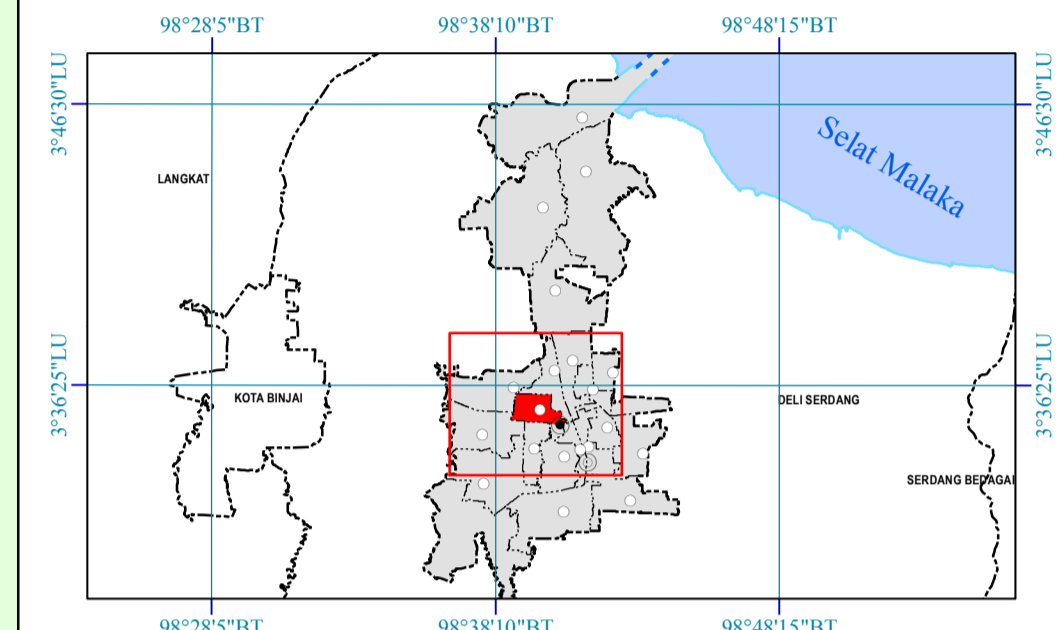 98°28'5"BT
98°38'10"BT
98°48'15"BT
3°46'30"LU
3°46'30"LU
Selat Malaka
LANGKAT
3°36'25"LU
3°36'25"LU
KOTA BINJAI
DELI SERDANG
SERDANG BEDAGAI
98°28'5"BT
98°38'10"BT
98°48'15"BT